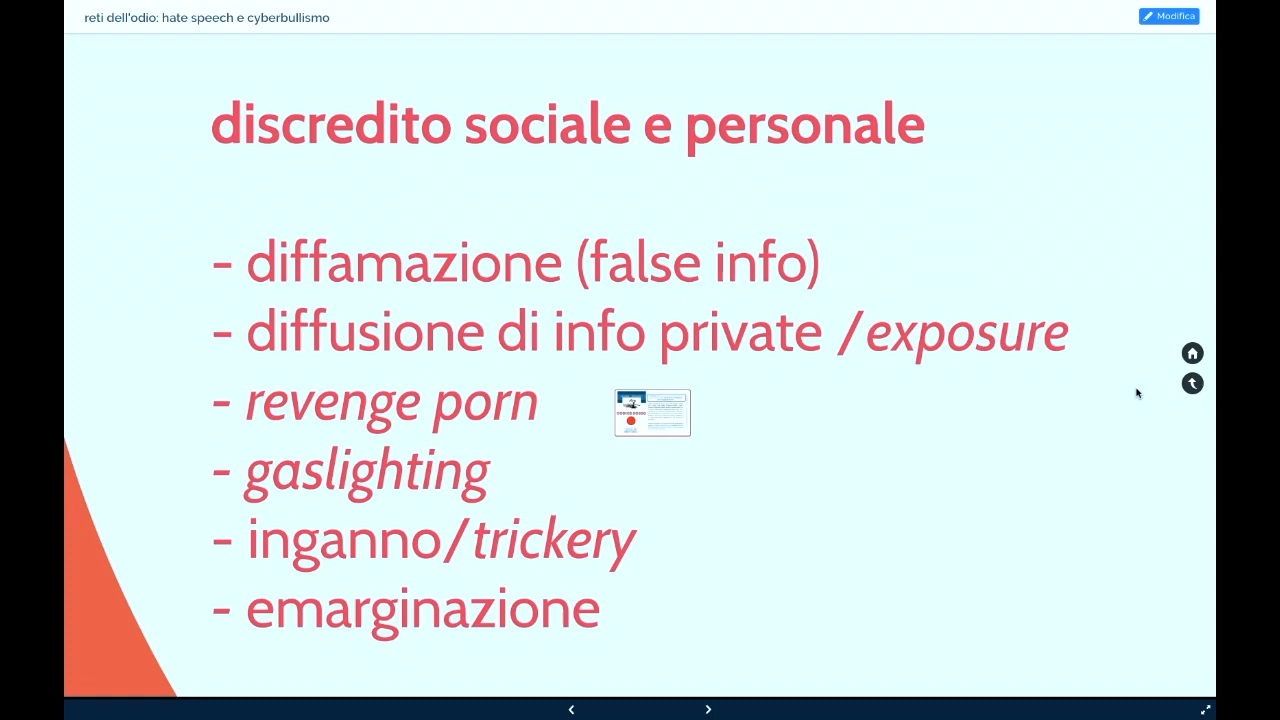 reti dell'odio: hate speech e cyberbullismo
Modifica
discredito sociale e personale
- diffamazione (false info)
- diffusione di info private /exposure
- revenge porn
- gaslighting
- inganno/trickery
- emarginazione